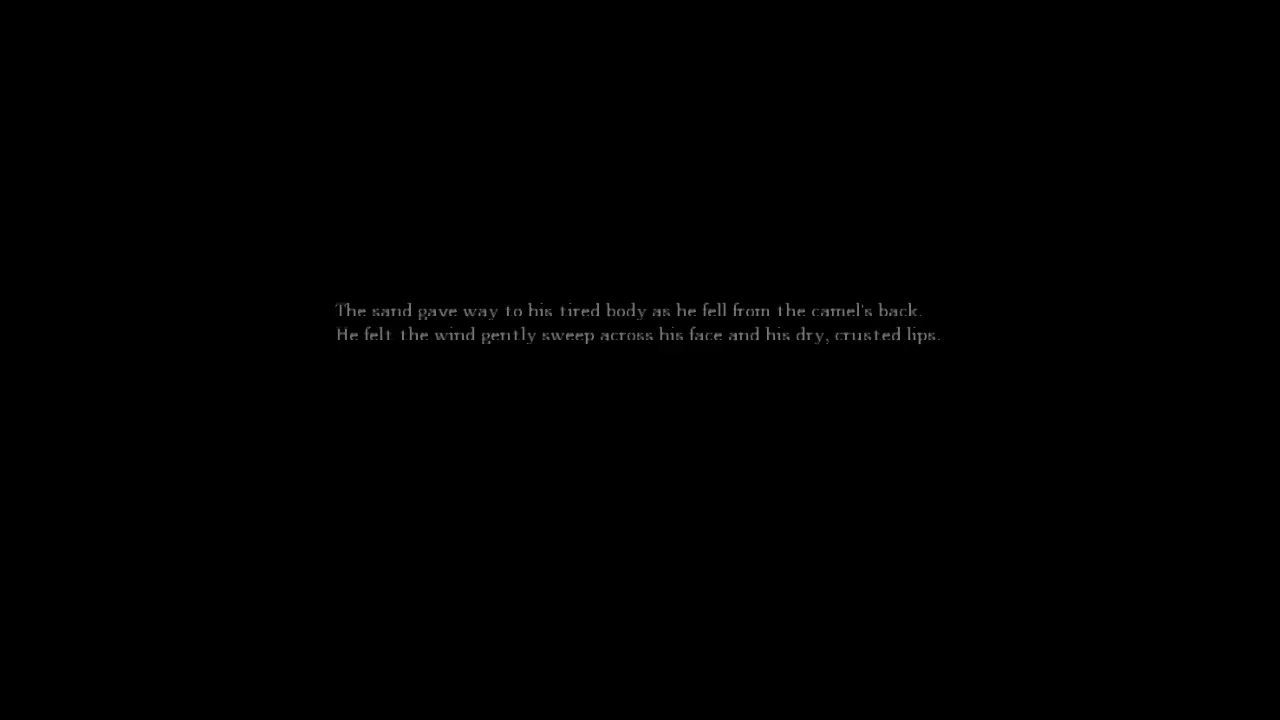 The sand gave way to his tired body as he fell from the camel's back.
He felt the wind gently sweep across his face and his dry, crusted lips.